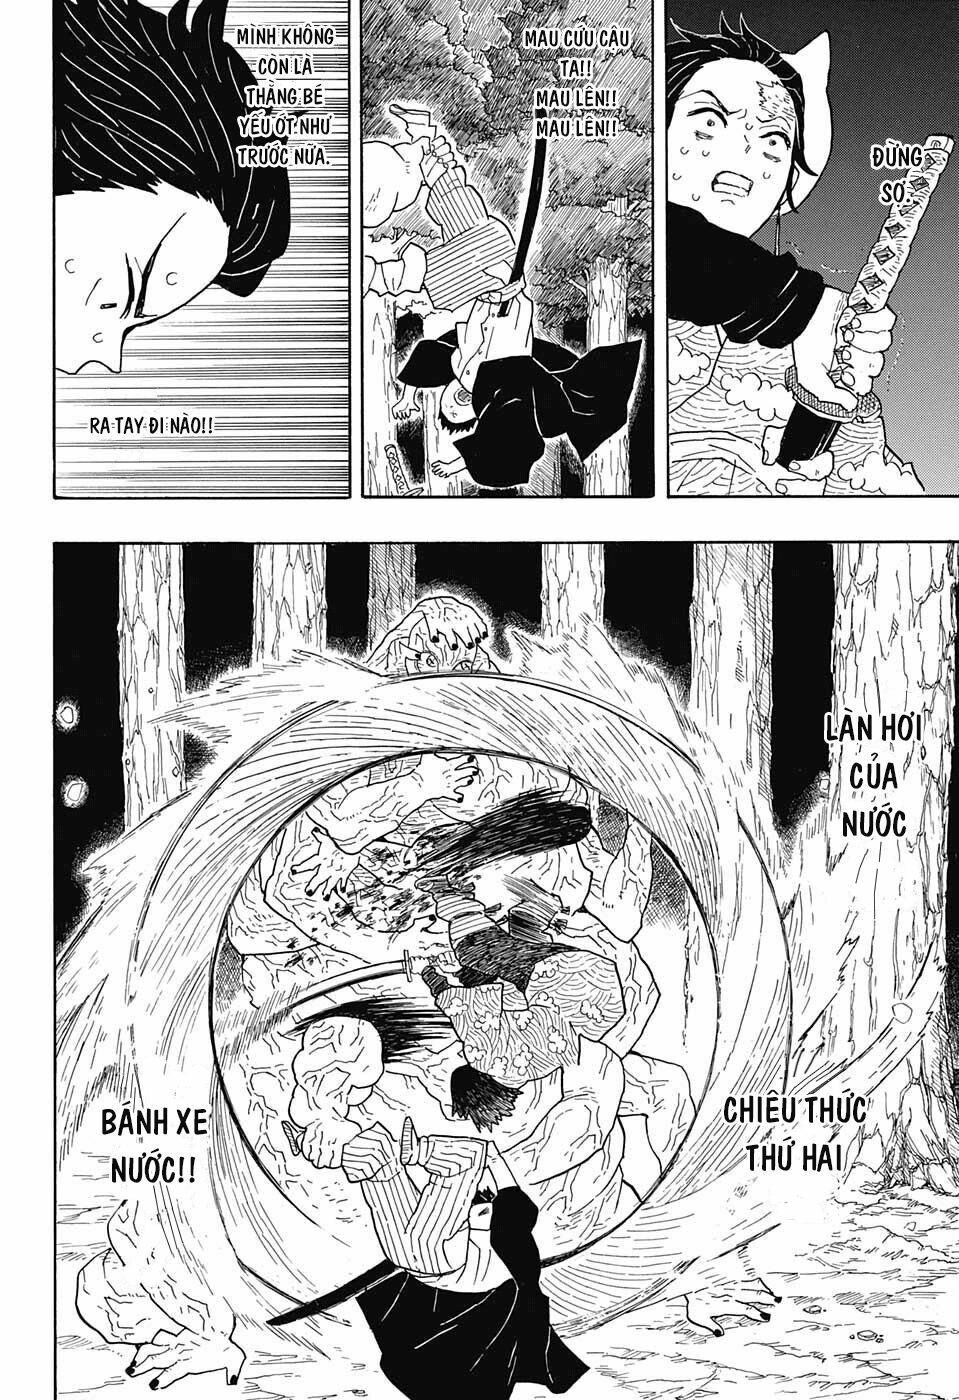 ĐỪNG
SỢ.
MAU CỨU CẬU
TA!!
MAU LÊN!!
MAU LÊN!!
MÌNH KHÔNG
CÒN LÀ
THẰNG BÉ
YẾU ỚT NHƯ
TRƯỚC NỮA.
RA TAY ĐI NÀO!!
LÀN HƠI
CỦA
NƯỚC
CHIÊU THỨC
THỨ HAI
BÁNH XE
NƯỚC!!